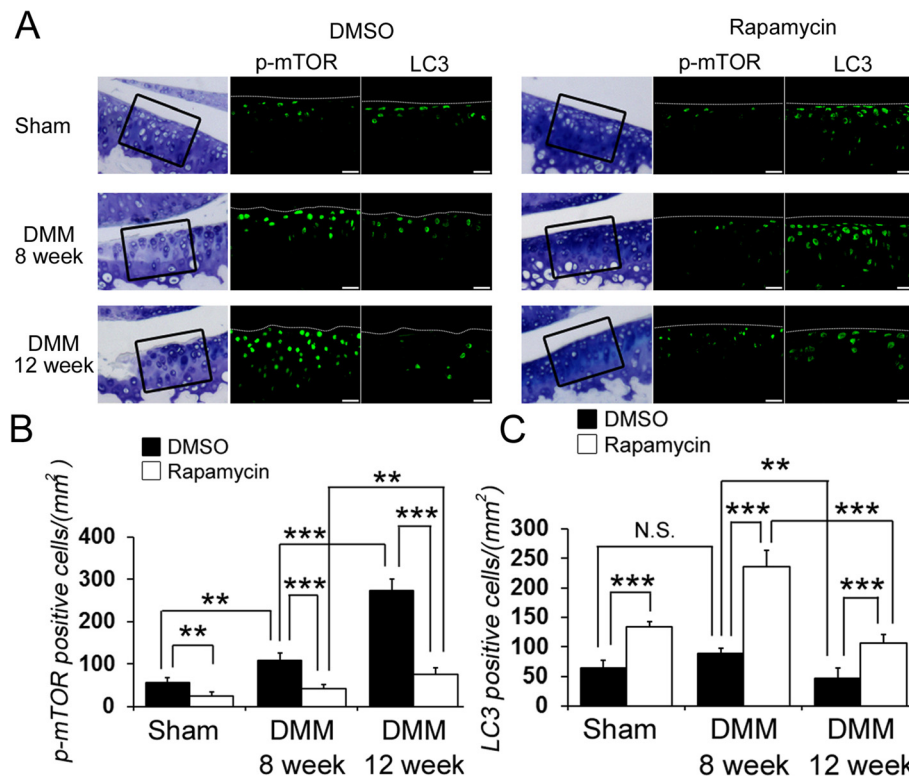 A
DMSO
Rapamycin
p-mTOR LC3 p-mTOR LC3
Sham
DMM
8 week
DMM
12 week
B
DMSO
Rapamycin
p-mTOR positive cells/(mm²)
400
300
200
100
0
**
**
***
***
**
***
Sham DMM DMM
8 week 12 week
C
DMSO
Rapamycin
LC3 positive cells/(mm²)
300
250
200
150
100
50
0
N.S.
***
**
***
***
***
Sham DMM DMM
8 week 12 week